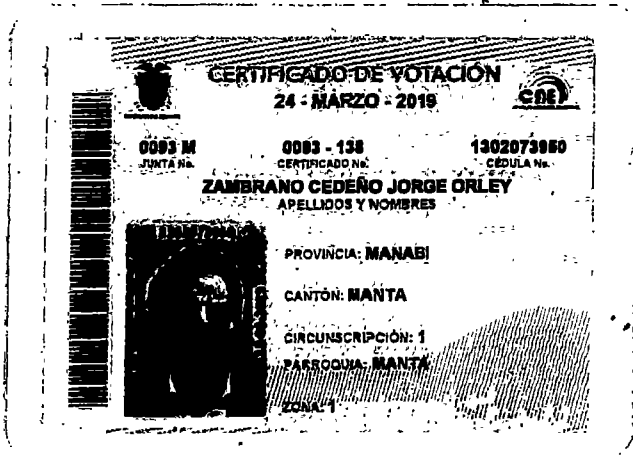 CERTIFICADO DE VOTACIÓN
24 - MARZO - 2019
CNE
0093 M
JUNTA No.
0093 - 138
CERTIFICADO No.
1302073950
CÉDULA No.
ZAMBRANO CEDEÑO JORGE ORLEY
APELLIDOS Y NOMBRES
PROVINCIA: MANABI
CANTÓN: MANTA
CIRCUNSCRIPCIÓN: 1
PARROQUIA: MANTA
ZONA: 1